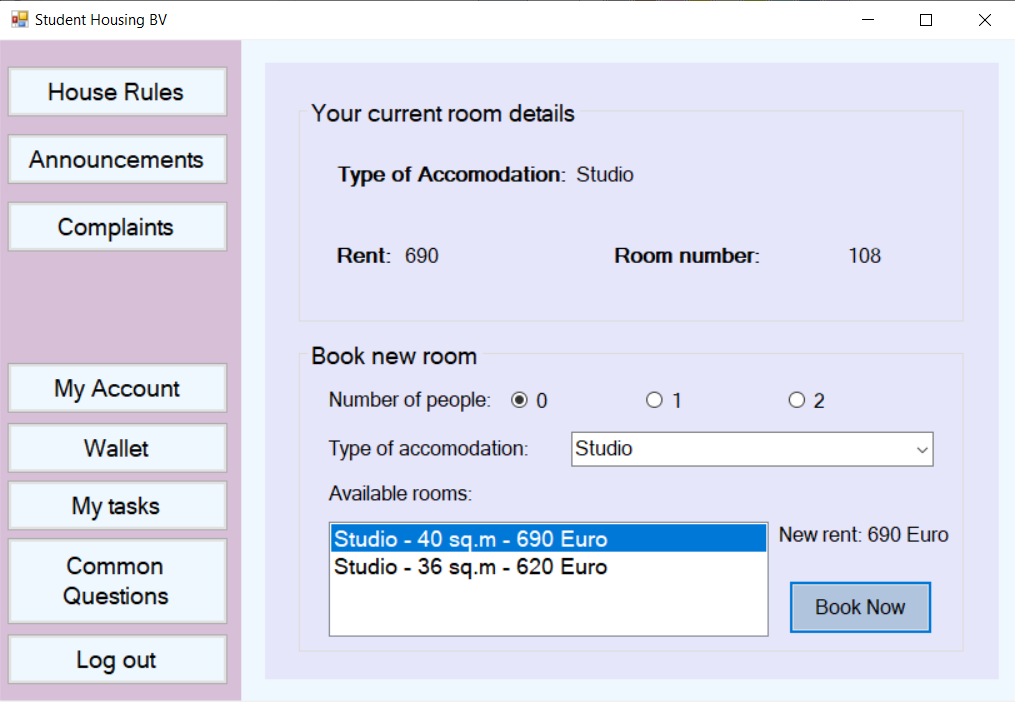 Student Housing BV
House Rules
Announcements
Complaints
My Account
Wallet
My tasks
Common
Questions
Log out
Your current room details
Type of Accomodation: Studio
Rent: 690 Room number: 108
Book new room
Number of people: 0 1 2
Type of accomodation: Studio
Available rooms:
Studio - 40 sq.m - 690 Euro
Studio - 36 sq.m - 620 Euro
New rent: 690 Euro
Book Now